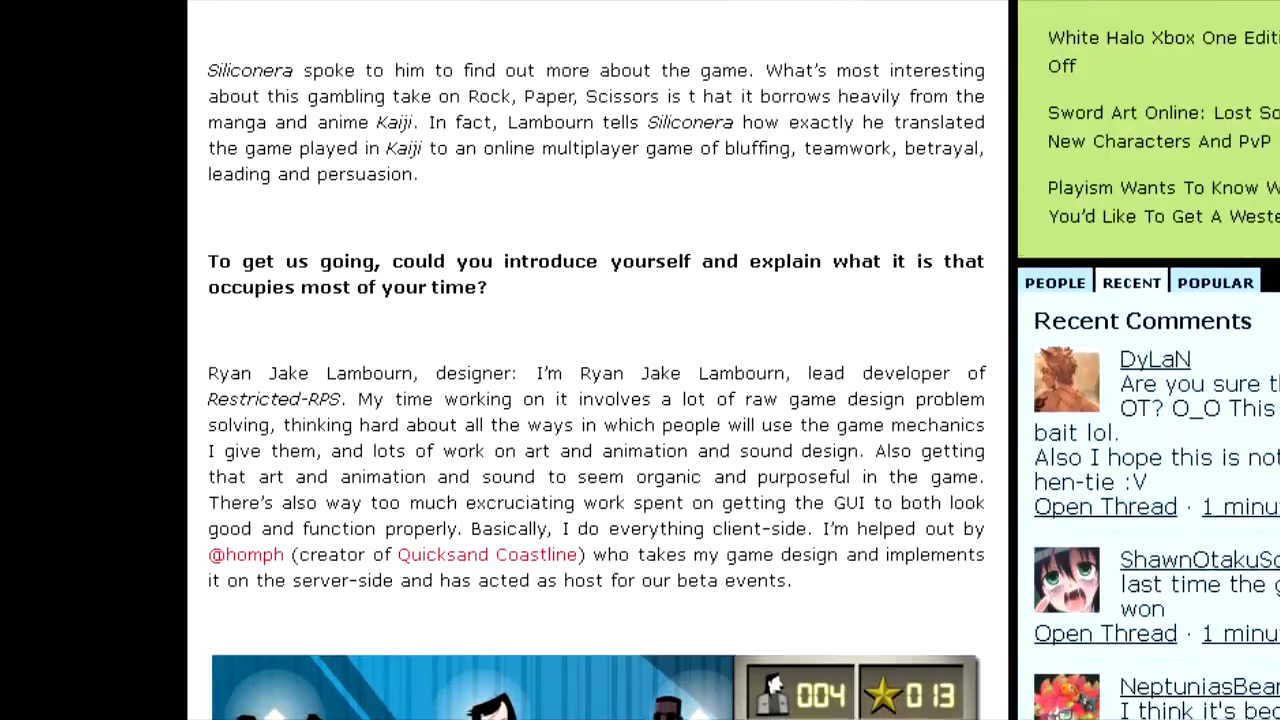 Siliconera spoke to him to find out more about the game. What's most interesting
about this gambling take on Rock, Paper, Scissors is t hat it borrows heavily from the
manga and anime Kaiji. In fact, Lambourn tells Siliconera how exactly he translated
the game played in Kaiji to an online multiplayer game of bluffing, teamwork, betrayal,
leading and persuasion.
To get us going, could you introduce yourself and explain what it is that
occupies most of your time?
Ryan Jake Lambourn, designer: I'm Ryan Jake Lambourn, lead developer of
Restricted-RPS. My time working on it involves a lot of raw game design problem
solving, thinking hard about all the ways in which people will use the game mechanics
I give them, and lots of work on art and animation and sound design. Also getting
that art and animation and sound to seem organic and purposeful in the game.
There's also way too much excruciating work spent on getting the GUI to both look
good and function properly. Basically, I do everything client-side. I'm helped out by
@homph (creator of Quicksand Coastline) who takes my game design and implements
it on the server-side and has acted as host for our beta events.
004 013
White Halo Xbox One Editi
Off
Sword Art Online: Lost So
New Characters And PvP
Playism Wants To Know W
You'd Like To Get A Weste
PEOPLE RECENT POPULAR
Recent Comments
DyLaN
Are you sure th
OT? O_O This
bait lol.
Also I hope this is not
hen-tie :V
Open Thread · 1 minu
ShawnOtakuSo
last time the g
won
Open Thread · 1 minu
NeptuniasBear
I think it's bec